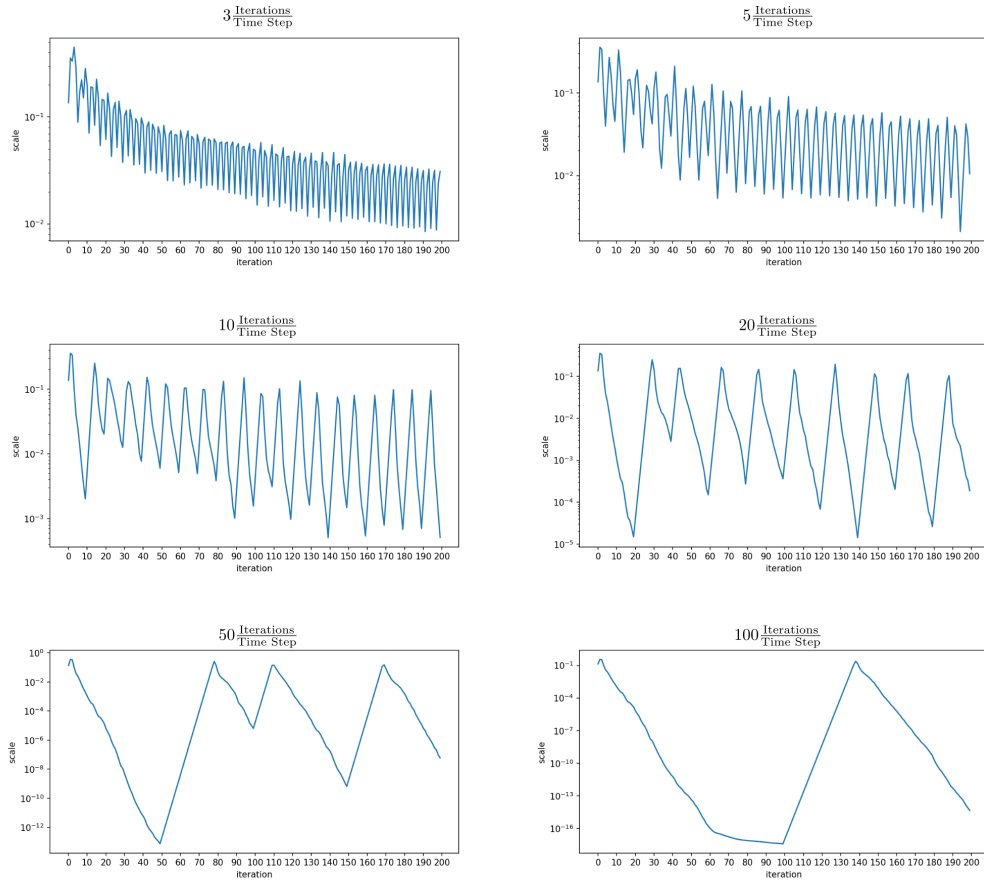 3 Iterations/Time Step
5 Iterations/Time Step
10^{-1}
10^{-2}
scale
0 10 20 30 40 50 60 70 80 90 100 110 120 130 140 150 160 170 180 190 200
iteration
10^{-1}
10^{-2}
scale
0 10 20 30 40 50 60 70 80 90 100 110 120 130 140 150 160 170 180 190 200
iteration
10 Iterations/Time Step
20 Iterations/Time Step
10^{-1}
10^{-2}
10^{-3}
scale
0 10 20 30 40 50 60 70 80 90 100 110 120 130 140 150 160 170 180 190 200
iteration
10^{-1}
10^{-2}
10^{-3}
10^{-4}
10^{-5}
scale
0 10 20 30 40 50 60 70 80 90 100 110 120 130 140 150 160 170 180 190 200
iteration
50 Iterations/Time Step
100 Iterations/Time Step
10^{0}
10^{-2}
10^{-4}
10^{-6}
10^{-8}
10^{-10}
10^{-12}
scale
0 10 20 30 40 50 60 70 80 90 100 110 120 130 140 150 160 170 180 190 200
iteration
10^{-1}
10^{-4}
10^{-7}
10^{-10}
10^{-13}
10^{-16}
scale
0 10 20 30 40 50 60 70 80 90 100 110 120 130 140 150 160 170 180 190 200
iteration